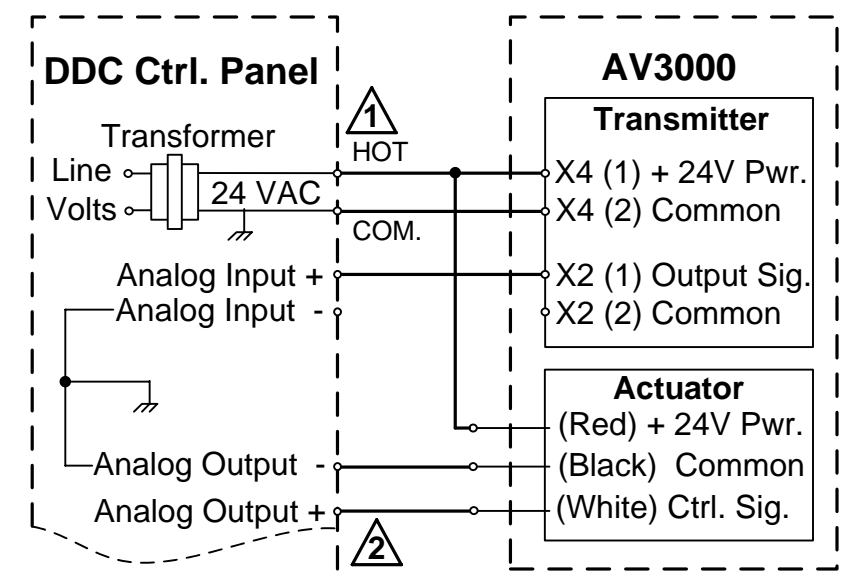 DDC Ctrl. Panel
Transformer
Line
Volts
24 VAC
1
HOT
COM.
Analog Input +
Analog Input -
Analog Output -
Analog Output +
2
AV3000
Transmitter
X4 (1) + 24V Pwr.
X4 (2) Common
X2 (1) Output Sig.
X2 (2) Common
Actuator
(Red) + 24V Pwr.
(Black) Common
(White) Ctrl. Sig.